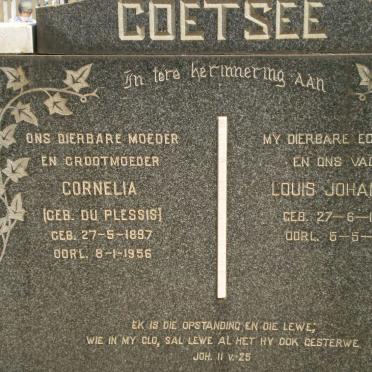 COETSEE
In tere herinnering aan
ONS DIERBARE MOEDER
EN GROOTMOEDER
CORNELIA
(GEB. DU PLESSIS)
GEB. 27-5-1897
OORL. 8-1-1956
MY DIERBARE
EN ONS
LOUIS
GEB. 27-6-
OORL. 5-5-
EK IS DIE OPSTANDING EN DIE LEWE;
WIE IN MY GLO, SAL LEWE AL HET HY OOK GESTERWE
JOH. 11 v. 25